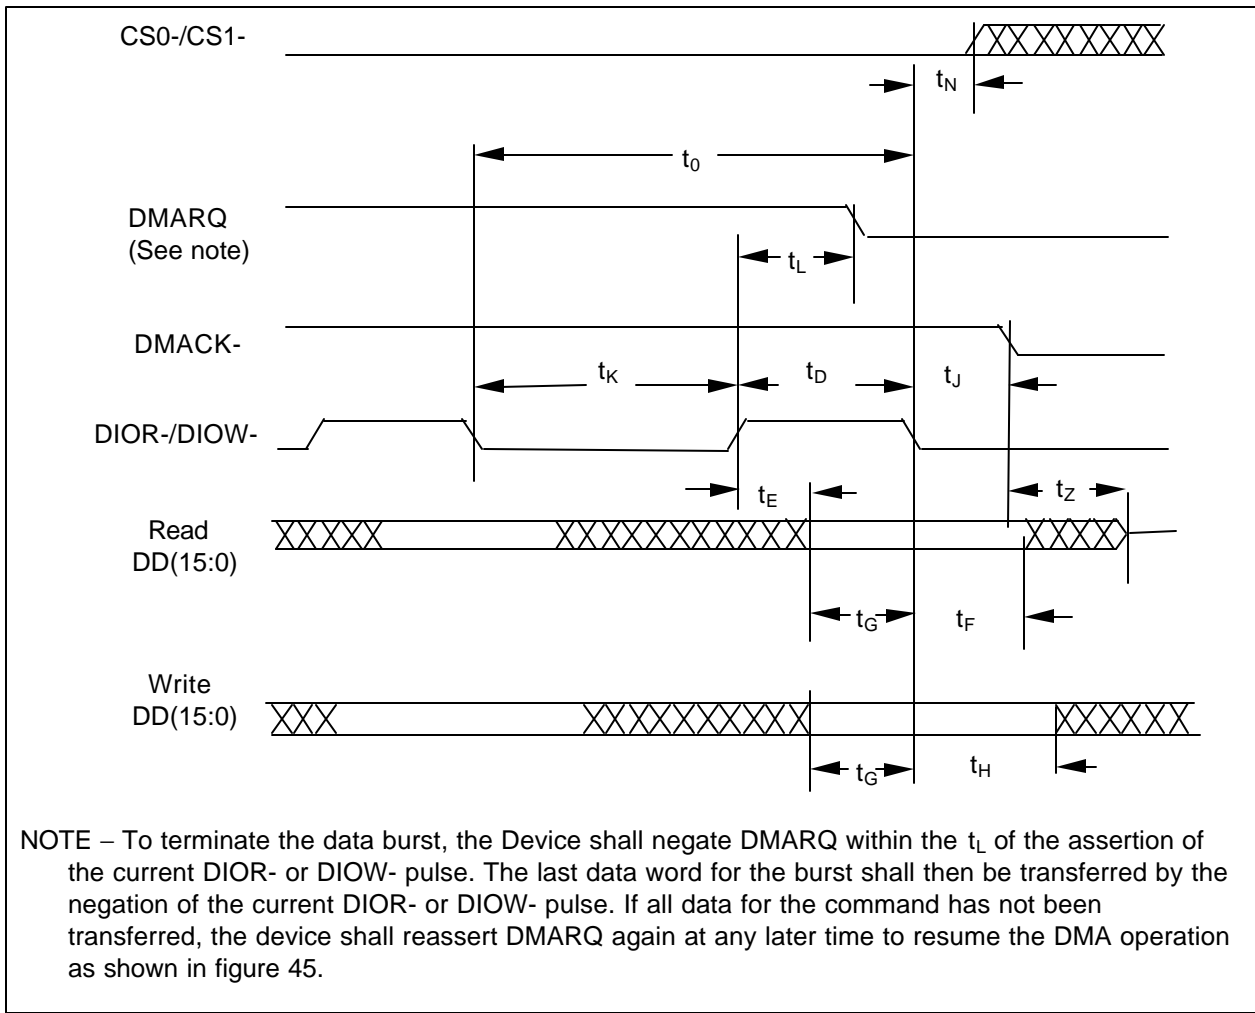 CS0-/CS1-
tN
t0
DMARQ
(See note)
tL
DMACK-
tK
tD
tJ
DIOR-/DIOW-
tE
tZ
Read
DD(15:0)
tG
tF
Write
DD(15:0)
tG
tH
NOTE – To terminate the data burst, the Device shall negate DMARQ within the tL of the assertion of
the current DIOR- or DIOW- pulse. The last data word for the burst shall then be transferred by the
negation of the current DIOR- or DIOW- pulse. If all data for the command has not been
transferred, the device shall reassert DMARQ again at any later time to resume the DMA operation
as shown in figure 45.